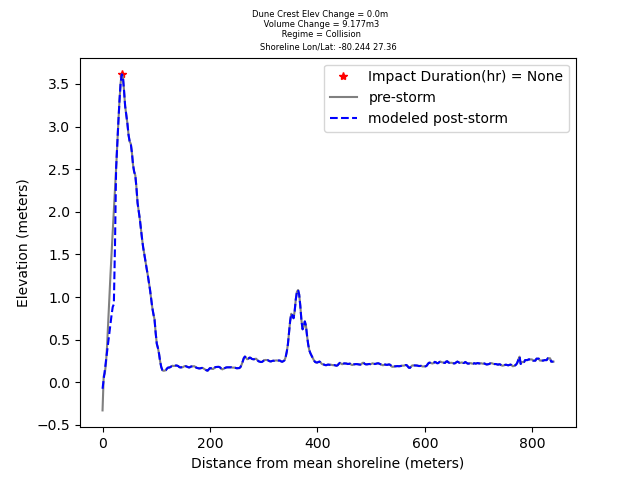 Dune Crest Elev Change = 0.0m
Volume Change = 9.177m3
Regime = Collision
Shoreline Lon/Lat: -80.244 27.36
Impact Duration(hr) = None
pre-storm
modeled post-storm
Elevation (meters)
3.5
3.0
2.5
2.0
1.5
1.0
0.5
0.0
−0.5
0 200 400 600 800
Distance from mean shoreline (meters)